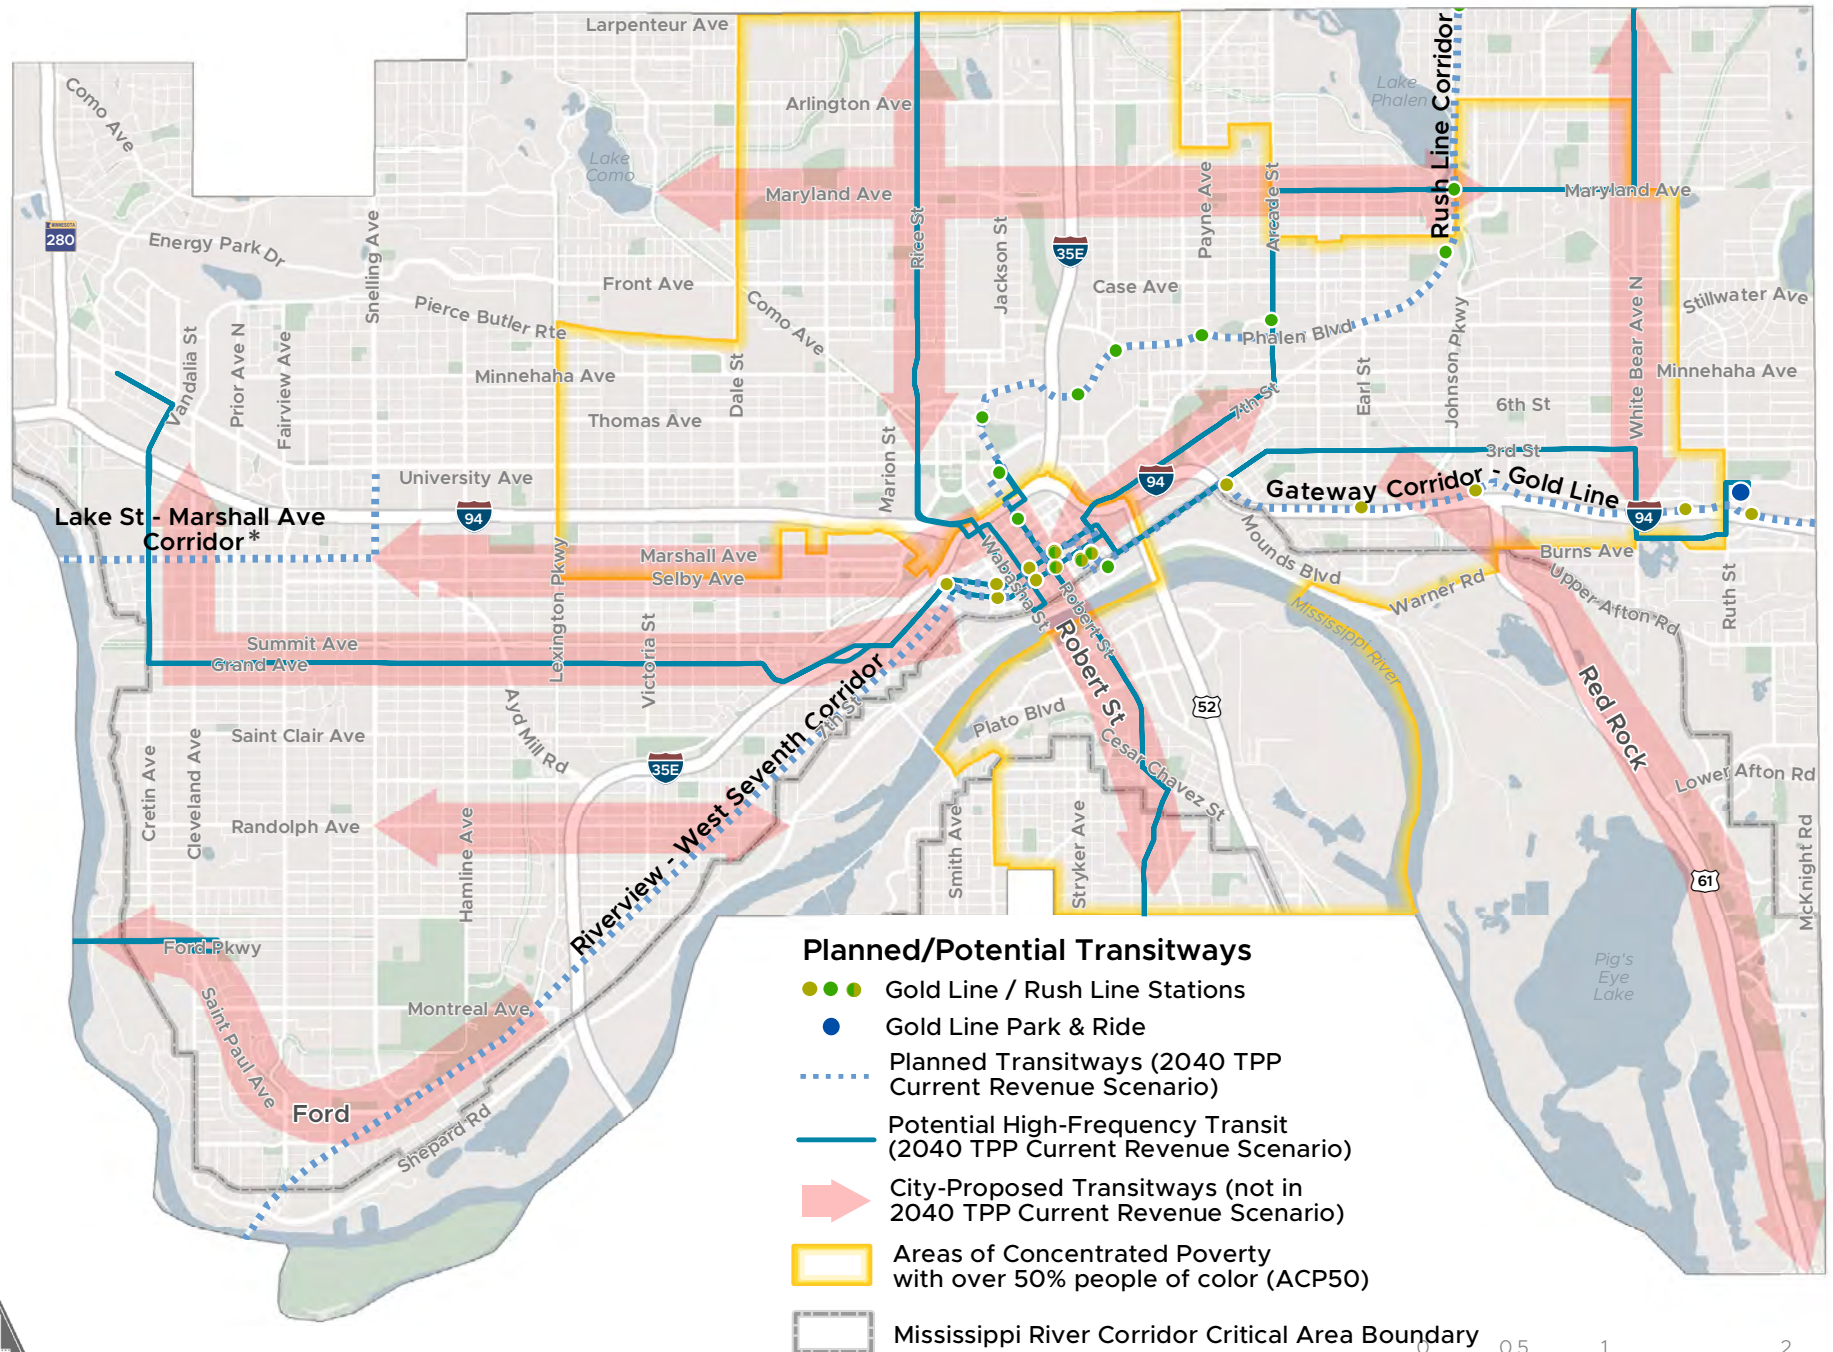 Larpenteur Ave
Como Ave
Lake
Phalen
Rush Line Corridor
Arlington Ave
Lake
Como
Maryland Ave
Maryland Ave
MINNESOTA
280
Energy Park Dr
Snelling Ave
Rice St
Jackson St
35E
Payne Ave
Arcade St
Front Ave
Case Ave
Stillwater Ave
Pierce Butler Rte
Como Ave
Phalen Blvd
Johnson Pkwy
White Bear Ave N
Vandalia St
Prior Ave N
Fairview Ave
Minnehaha Ave
Dale St
Earl St
Minnehaha Ave
Thomas Ave
7th St
6th St
Marion St
3rd St
University Ave
94
94
Gateway Corridor - Gold Line
94
Lake St - Marshall Ave
Corridor*
Marshall Ave
Selby Ave
Lexington Pkwy
Wabasha St
Robert St
Mounds Blvd
Burns Ave
Warner Rd
Upper Afton Rd
Ruth St
Mississippi River
Summit Ave
Grand Ave
Victoria St
Robert St
Riverview - West Seventh Corridor
7th St
Red Rock
52
Plato Blvd
Saint Clair Ave
Ayd Mill Rd
Cesar Chavez St
Lower Afton Rd
35E
Cretin Ave
Cleveland Ave
Randolph Ave
Hamline Ave
Smith Ave
Stryker Ave
61
McKnight Rd
Ford Pkwy
Pig's
Eye
Lake
Saint Paul Ave
Montreal Ave
Ford
Shepard Rd
Planned/Potential Transitways
Gold Line / Rush Line Stations
Gold Line Park & Ride
Planned Transitways (2040 TPP
Current Revenue Scenario)
Potential High-Frequency Transit
(2040 TPP Current Revenue Scenario)
City-Proposed Transitways (not in
2040 TPP Current Revenue Scenario)
Areas of Concentrated Poverty
with over 50% people of color (ACP50)
Mississippi River Corridor Critical Area Boundary
0 0.5 1 2